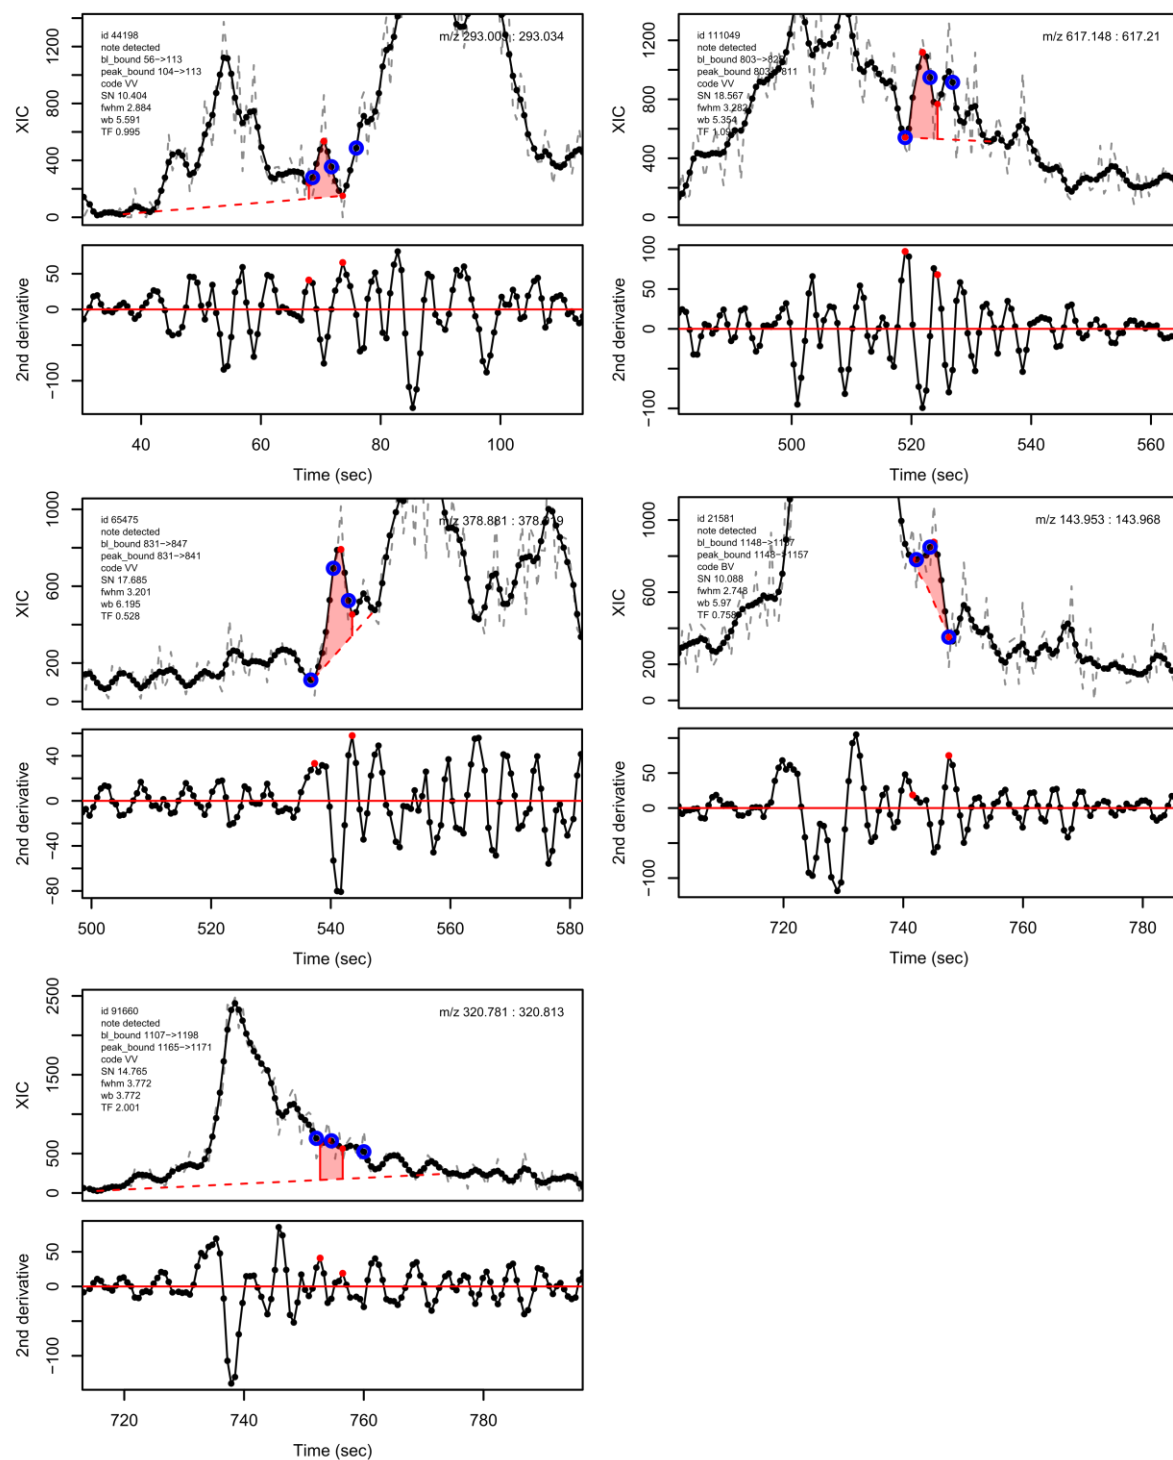 XIC
0 400 800 1200
id 44198
note detected
bl_bound 56->113
peak_bound 104->113
code VV
SN 10.404
fwhm 2.884
wb 5.591
TF 0.995
: 293.034
2nd derivative
-100 0 50
40 60 80 100
Time (sec)
XIC
0 400 800 1200
id 111049
note detected
code VV
SN 18.567
fwhm 3.282
wb 5.354
m/z 617.148 : 617.21
2nd derivative
-100 0 50 100
500 520 540 560
Time (sec)
XIC
0 200 600 1000
id 65475
note detected
bl_bound 831->847
peak_bound 831->841
code VV
SN 17.685
fwhm 3.201
wb 6.195
TF 0.528
m/z 378.881 :
2nd derivative
-80 -40 0 40
500 520 540 560 580
Time (sec)
XIC
0 200 600 1000
id 21581
note detected
peak_bound 1148->1157
code BV
SN 10.088
fwhm 2.748
wb 5.97
TF 0.758
m/z 143.953 : 143.968
2nd derivative
-100 0 50
720 740 760 780
Time (sec)
XIC
0 500 1500 2500
id 91660
note detected
bl_bound 1107->1198
peak_bound 1165->1171
code VV
SN 14.765
fwhm 3.772
wb 3.772
TF 2.001
m/z 320.781 : 320.813
2nd derivative
-100 0 50
720 740 760 780
Time (sec)